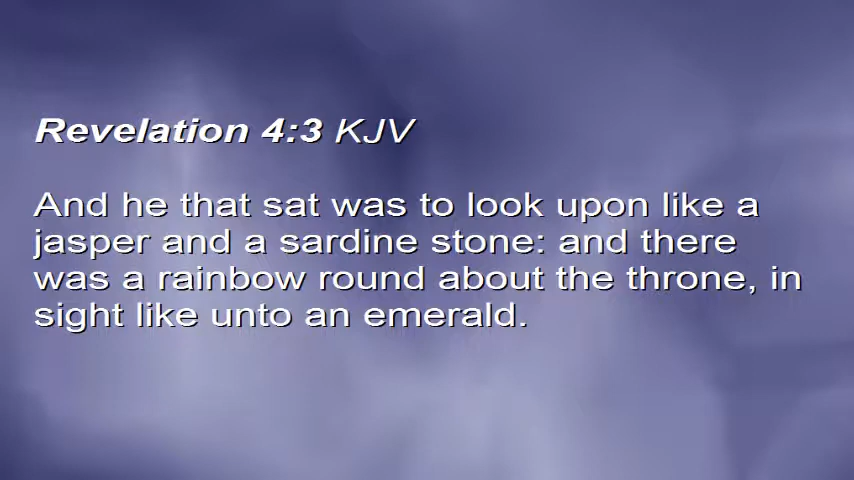 Revelation 4:3 KJV
And he that sat was to look upon like a
jasper and a sardine stone: and there
was a rainbow round about the throne, in
sight like unto an emerald.